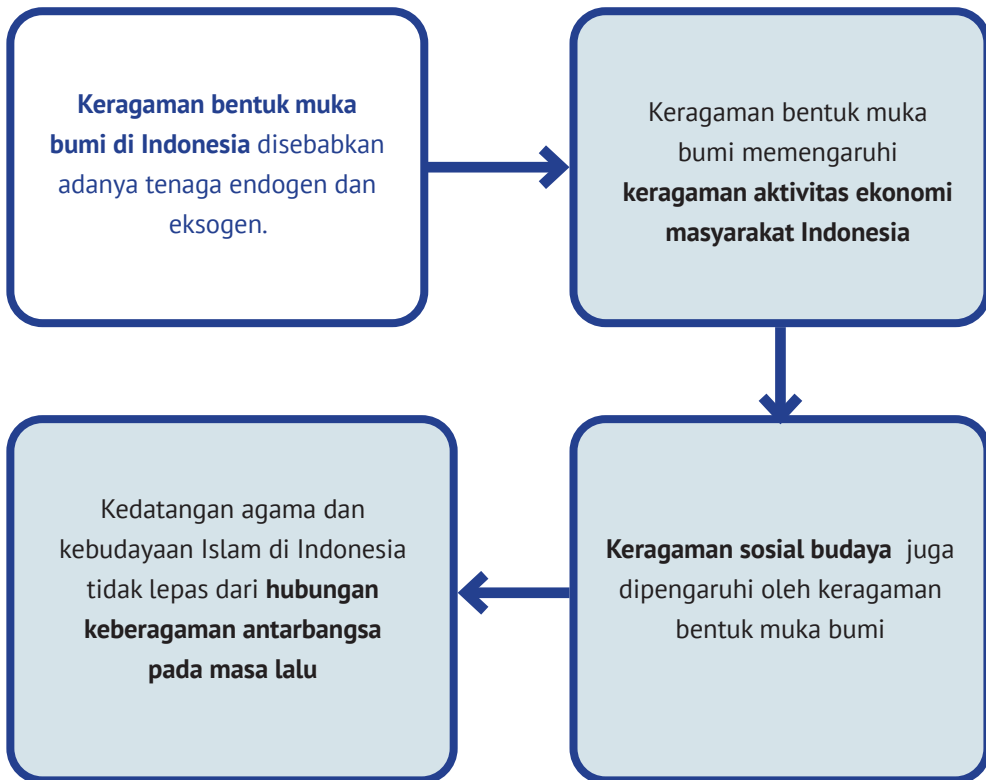 Keragaman bentuk muka
bumi di Indonesia disebabkan
adanya tenaga endogen dan
eksogen.
Keragaman bentuk muka
bumi memengaruhi
keragaman aktivitas ekonomi
masyarakat Indonesia
Keragaman sosial budaya juga
dipengaruhi oleh keragaman
bentuk muka bumi
Kedatangan agama dan
kebudayaan Islam di Indonesia
tidak lepas dari hubungan
keberagaman antarbangsa
pada masa lalu